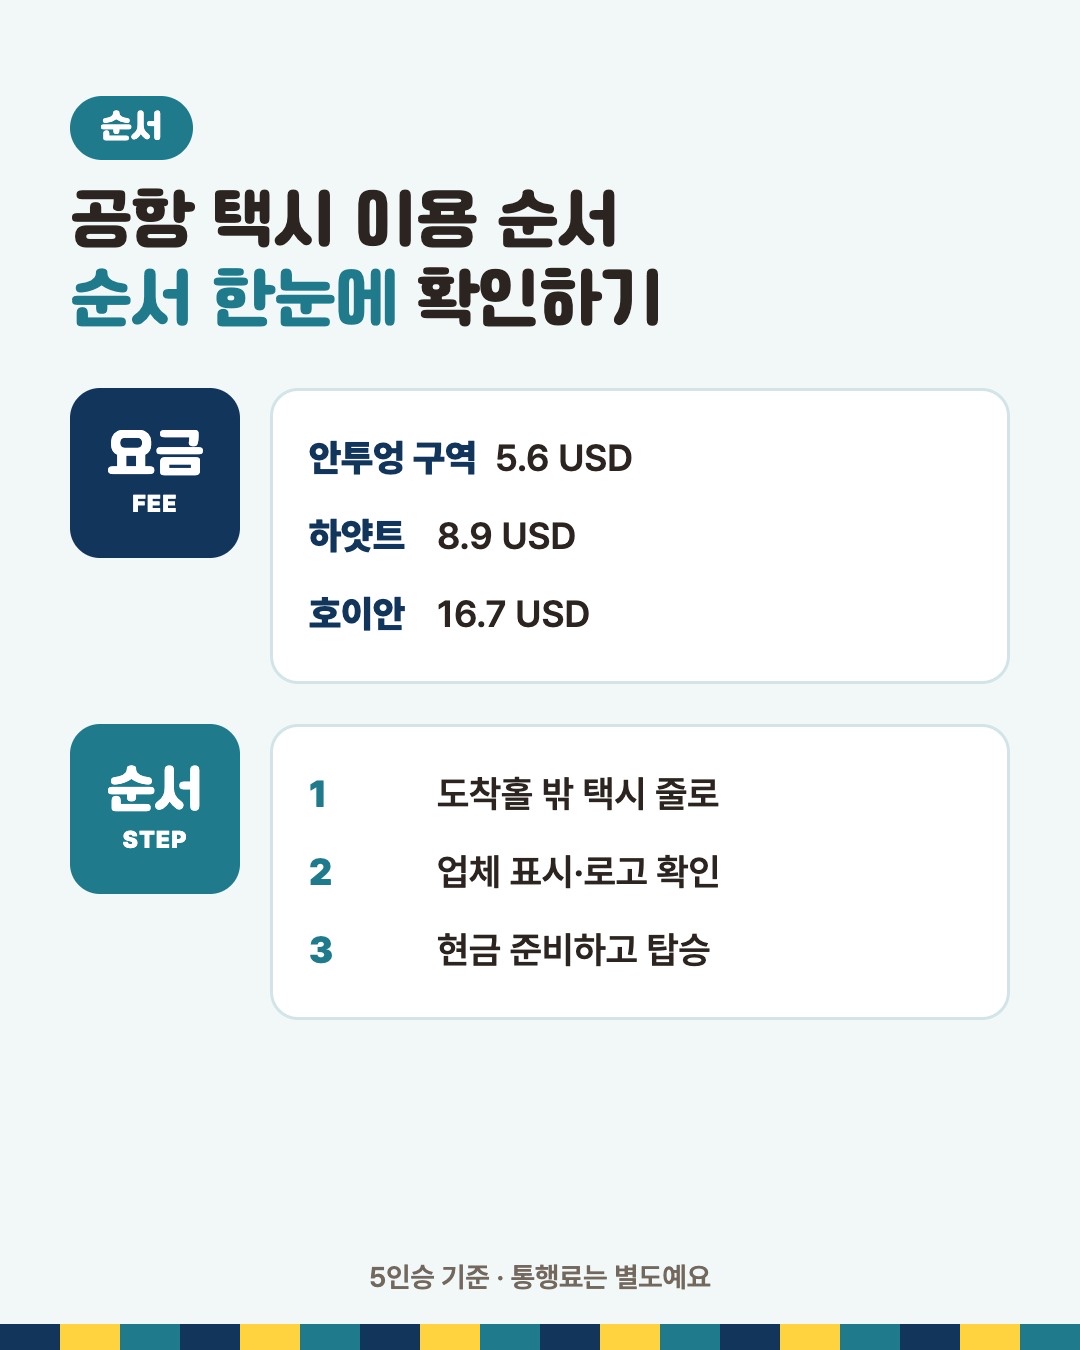 순서
공항 택시 이용 순서
순서 한눈에 확인하기
요금
FEE
안투엉 구역 5.6 USD
하얏트 8.9 USD
호이안 16.7 USD
순서
STEP
1 도착홀 밖 택시 줄로
2 업체 표시·로고 확인
3 현금 준비하고 탑승
5인승 기준 · 통행료는 별도예요